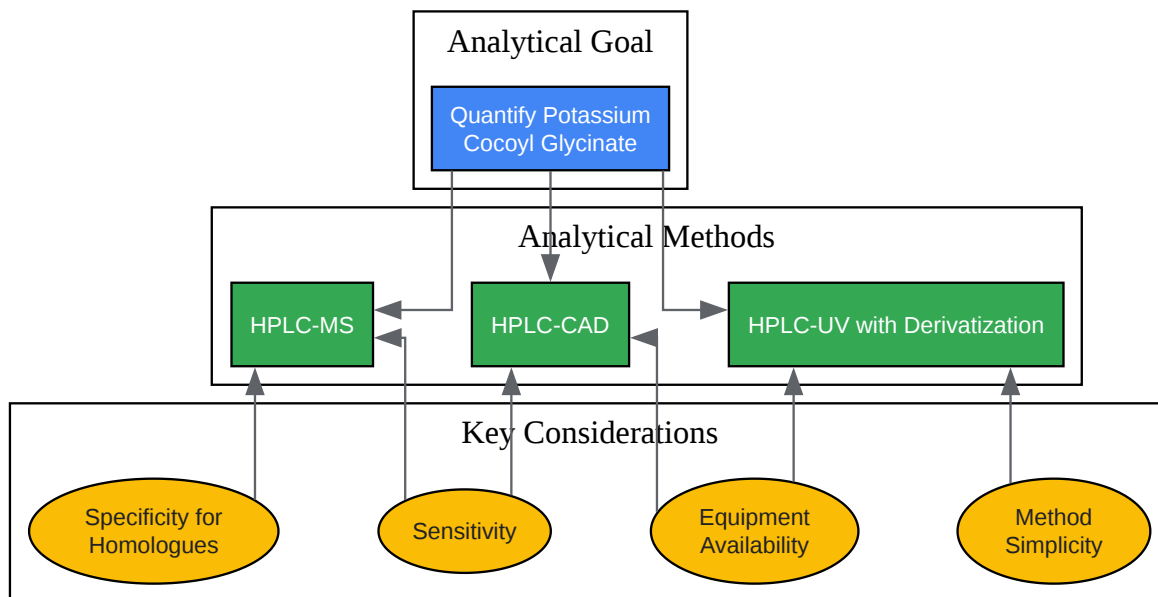 Analytical Goal
Quantify Potassium
Cocoyl Glycinate
Analytical Methods
HPLC-MS
HPLC-CAD
HPLC-UV with Derivatization
Key Considerations
Specificity for
Homologues
Sensitivity
Equipment
Availability
Method
Simplicity